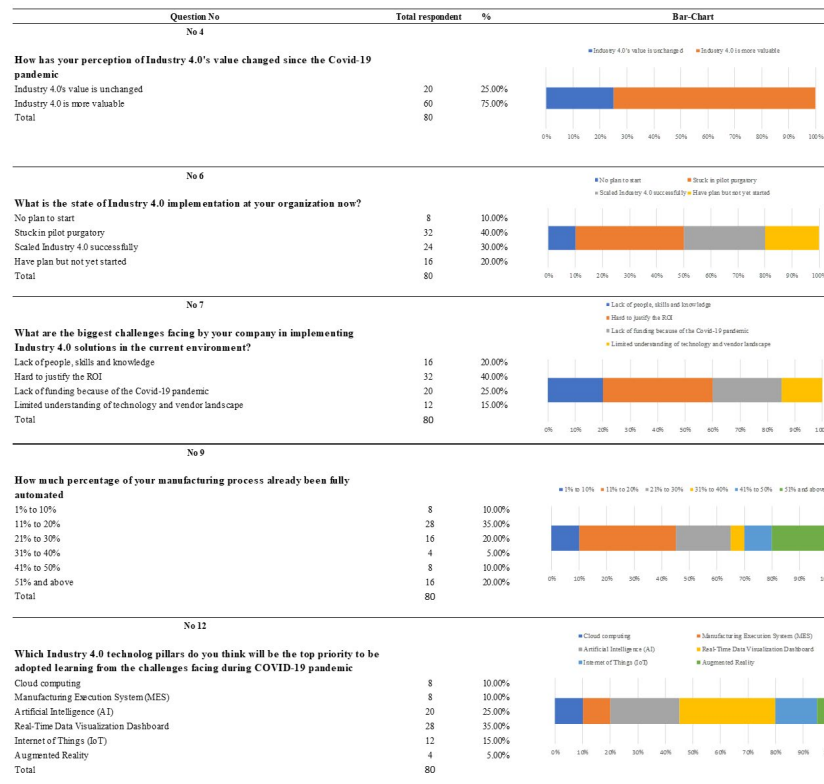 Question No Total respondent % Bar-Chart
No 4
How has your perception of Industry 4.0's value changed since the Covid-19
pandemic
Industry 4.0's value is unchanged 20 25.00%
Industry 4.0 is more valuable 60 75.00%
Total 80
Industry 4.0's value is unchanged Industry 4.0 is more valuable
0% 10% 20% 30% 40% 50% 60% 70% 80% 90% 100%
No 6
What is the state of Industry 4.0 implementation at your organization now?
No plan to start 8 10.00%
Stuck in pilot purgatory 32 40.00%
Scaled Industry 4.0 successfully 24 30.00%
Have plan but not yet started 16 20.00%
Total 80
No plan to start Stuck in pilot purgatory
Scaled Industry 4.0 successfully Have plan but not yet started
0% 10% 20% 30% 40% 50% 60% 70% 80% 90% 100%
No 7
What are the biggest challenges facing by your company in implementing
Industry 4.0 solutions in the current environment?
Lack of people, skills and knowledge 16 20.00%
Hard to justify the ROI 32 40.00%
Lack of funding because of the Covid-19 pandemic 20 25.00%
Limited understanding of technology and vendor landscape 12 15.00%
Total 80
Lack of people, skills and knowledge
Hard to justify the ROI
Lack of funding because of the Covid-19 pandemic
Limited understanding of technology and vendor landscape
0% 10% 20% 30% 40% 50% 60% 70% 80% 90% 100
No 9
How much percentage of your manufacturing process already been fully
automated
1% to 10% 8 10.00%
11% to 20% 28 35.00%
21% to 30% 16 20.00%
31% to 40% 4 5.00%
41% to 50% 8 10.00%
51% and above 16 20.00%
Total 80
1% to 10% 11% to 20% 21% to 30% 31% to 40% 41% to 50% 51% and above
0% 10% 20% 30% 40% 50% 60% 70% 80% 90%
No 12
Which Industry 4.0 technolog pillars do you think will be the top priority to be
adopted learning from the challenges facing during COVID-19 pandemic
Cloud computing 8 10.00%
Manufacturing Execution System (MES) 8 10.00%
Artificial Intelligence (AI) 20 25.00%
Real-Time Data Visualization Dashboard 28 35.00%
Internet of Things (IoT) 12 15.00%
Augmented Reality 4 5.00%
Total 80
Cloud computing Manufacturing Execution System (MES)
Artificial Intelligence (AI) Real-Time Data Visualization Dashboard
Internet of Things (IoT) Augmented Reality
0% 10% 20% 30% 40% 50% 60% 70% 80% 90%